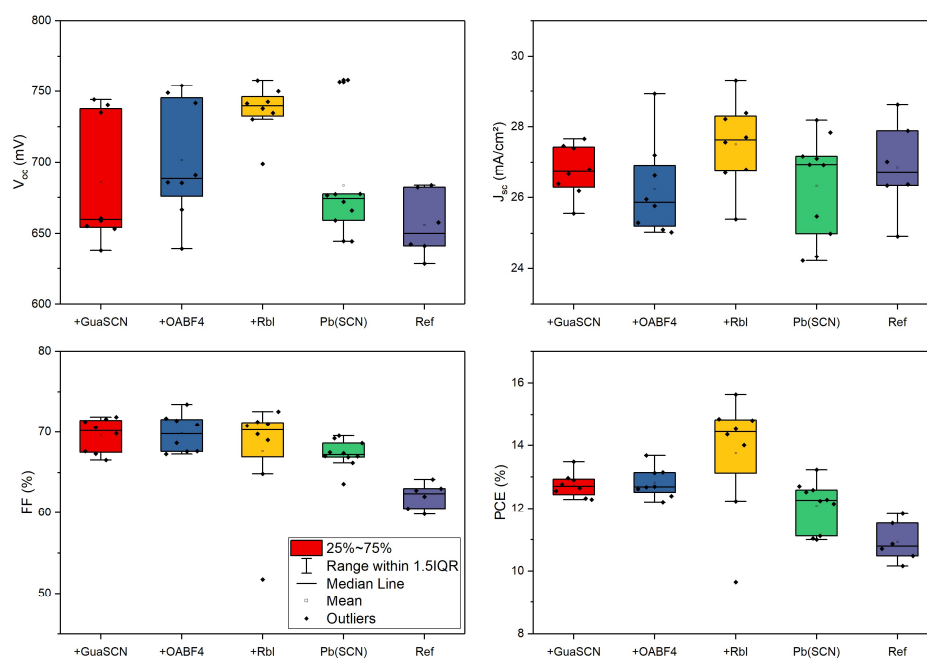 800
750
700
650
600
V_oc (mV)
+GuaSCN +OABF4 +RbI Pb(SCN) Ref
30
28
26
24
J_sc (mA/cm²)
+GuaSCN +OABF4 +RbI Pb(SCN) Ref
80
70
60
50
FF (%)
+GuaSCN +OABF4 +RbI Pb(SCN) Ref
25%~75%
Range within 1.5IQR
Median Line
Mean
Outliers
16
14
12
10
8
PCE (%)
+GuaSCN +OABF4 +RbI Pb(SCN) Ref